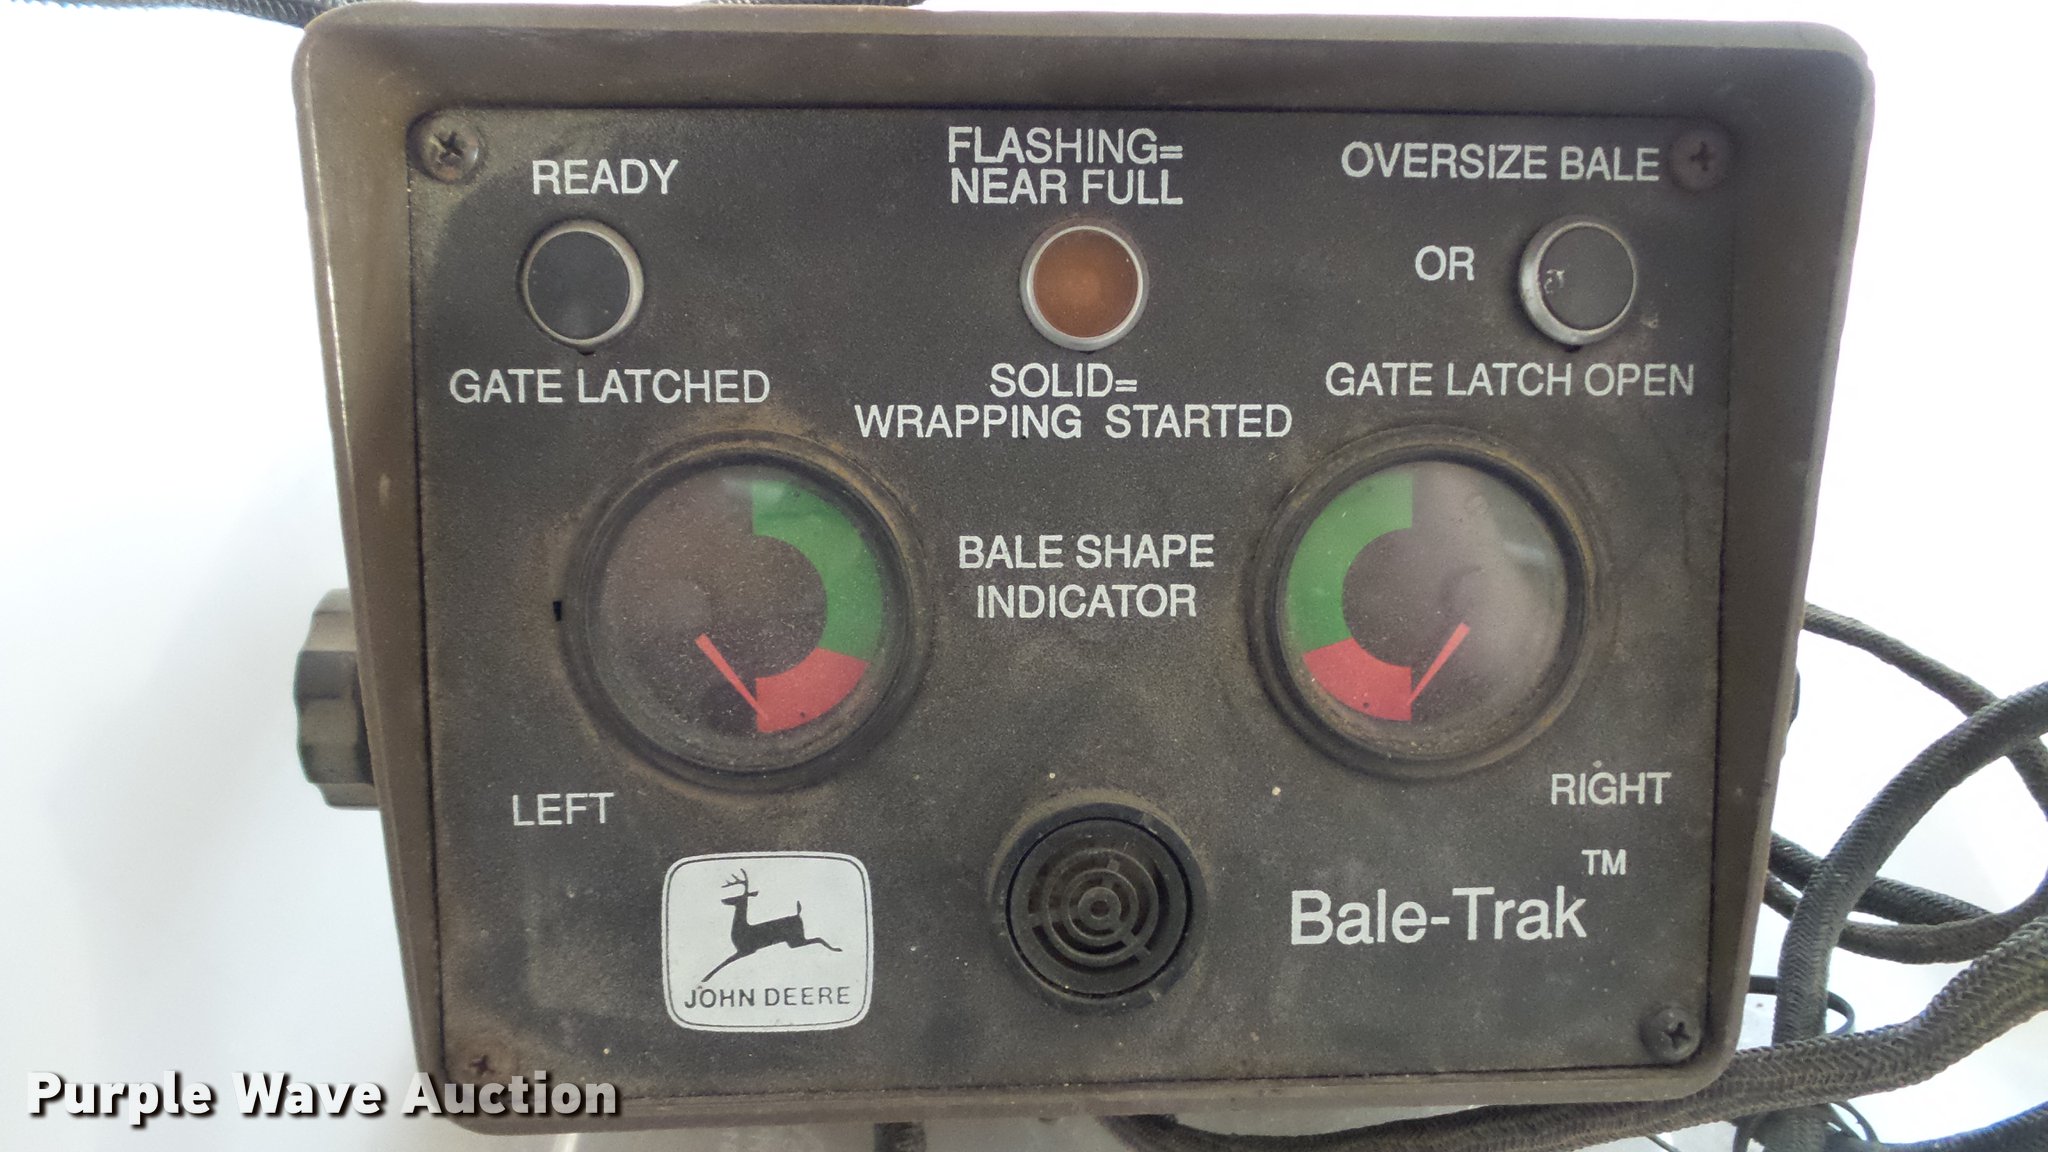 READY
GATE LATCHED
FLASHING=
NEAR FULL
SOLID=
WRAPPING STARTED
OVERSIZE BALE
OR
GATE LATCH OPEN
BALE SHAPE
INDICATOR
LEFT
RIGHT
JOHN DEERE
Bale-Trak™
Purple Wave Auction